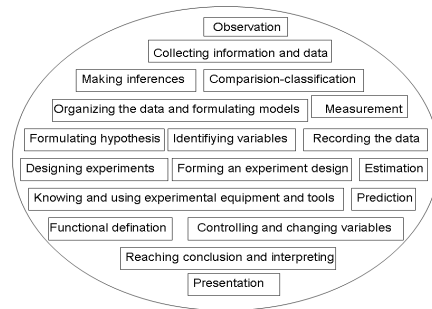 Observation
Collecting information and data
Making inferences Comparision-classification
Organizing the data and formulating models Measurement
Formulating hypothesis Identifiying variables Recording the data
Designing experiments Forming an experiment design Estimation
Knowing and using experimental equipment and tools Prediction
Functional defination Controlling and changing variables
Reaching conclusion and interpreting
Presentation